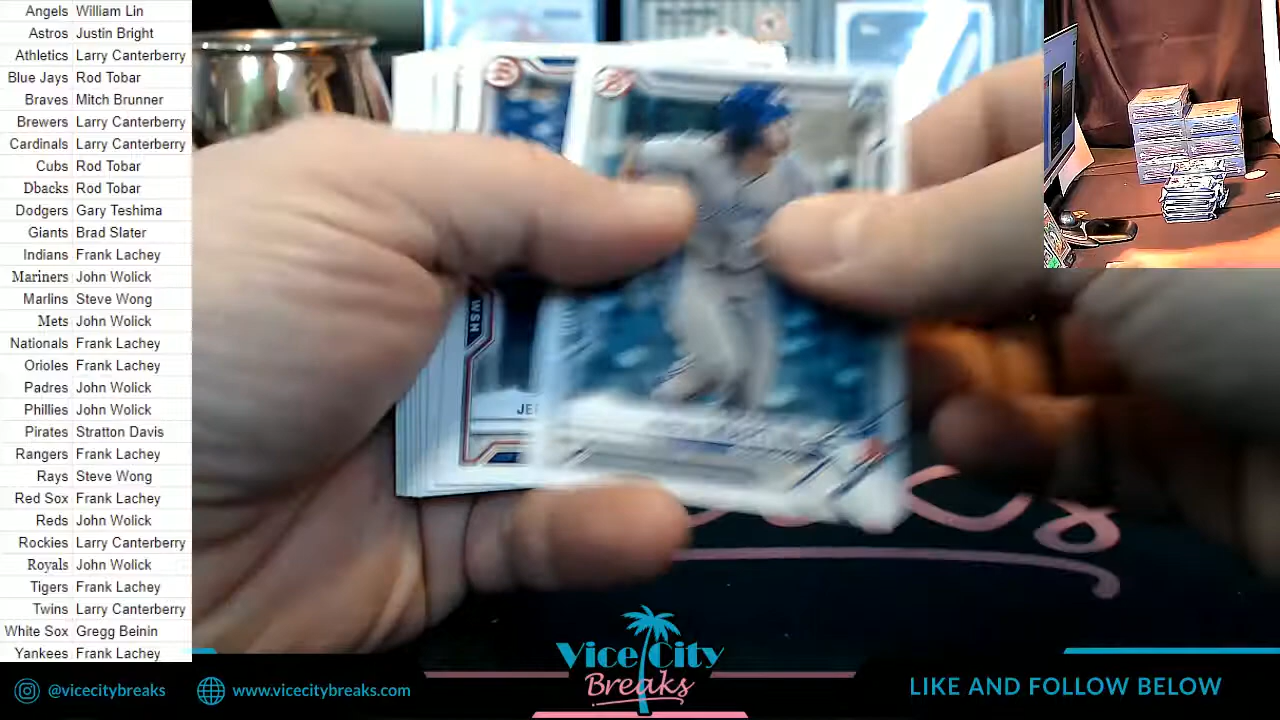 Angels William Lin
Astros Justin Bright
Athletics Larry Canterberry
Blue Jays Rod Tobar
Braves Mitch Brunner
Brewers Larry Canterberry
Cardinals Larry Canterberry
Cubs Rod Tobar
Dbacks Rod Tobar
Dodgers Gary Teshima
Giants Brad Slater
Indians Frank Lachey
Mariners John Wolick
Marlins Steve Wong
Mets John Wolick
Nationals Frank Lachey
Orioles Frank Lachey
Padres John Wolick
Phillies John Wolick
Pirates Stratton Davis
Rangers Frank Lachey
Rays Steve Wong
Red Sox Frank Lachey
Reds John Wolick
Rockies Larry Canterberry
Royals John Wolick
Tigers Frank Lachey
Twins Larry Canterberry
White Sox Gregg Beinin
Yankees Frank Lachey
WSH
@vicecitybreaks
www.vicecitybreaks.com
Vice City
Breaks
LIKE AND FOLLOW BELOW